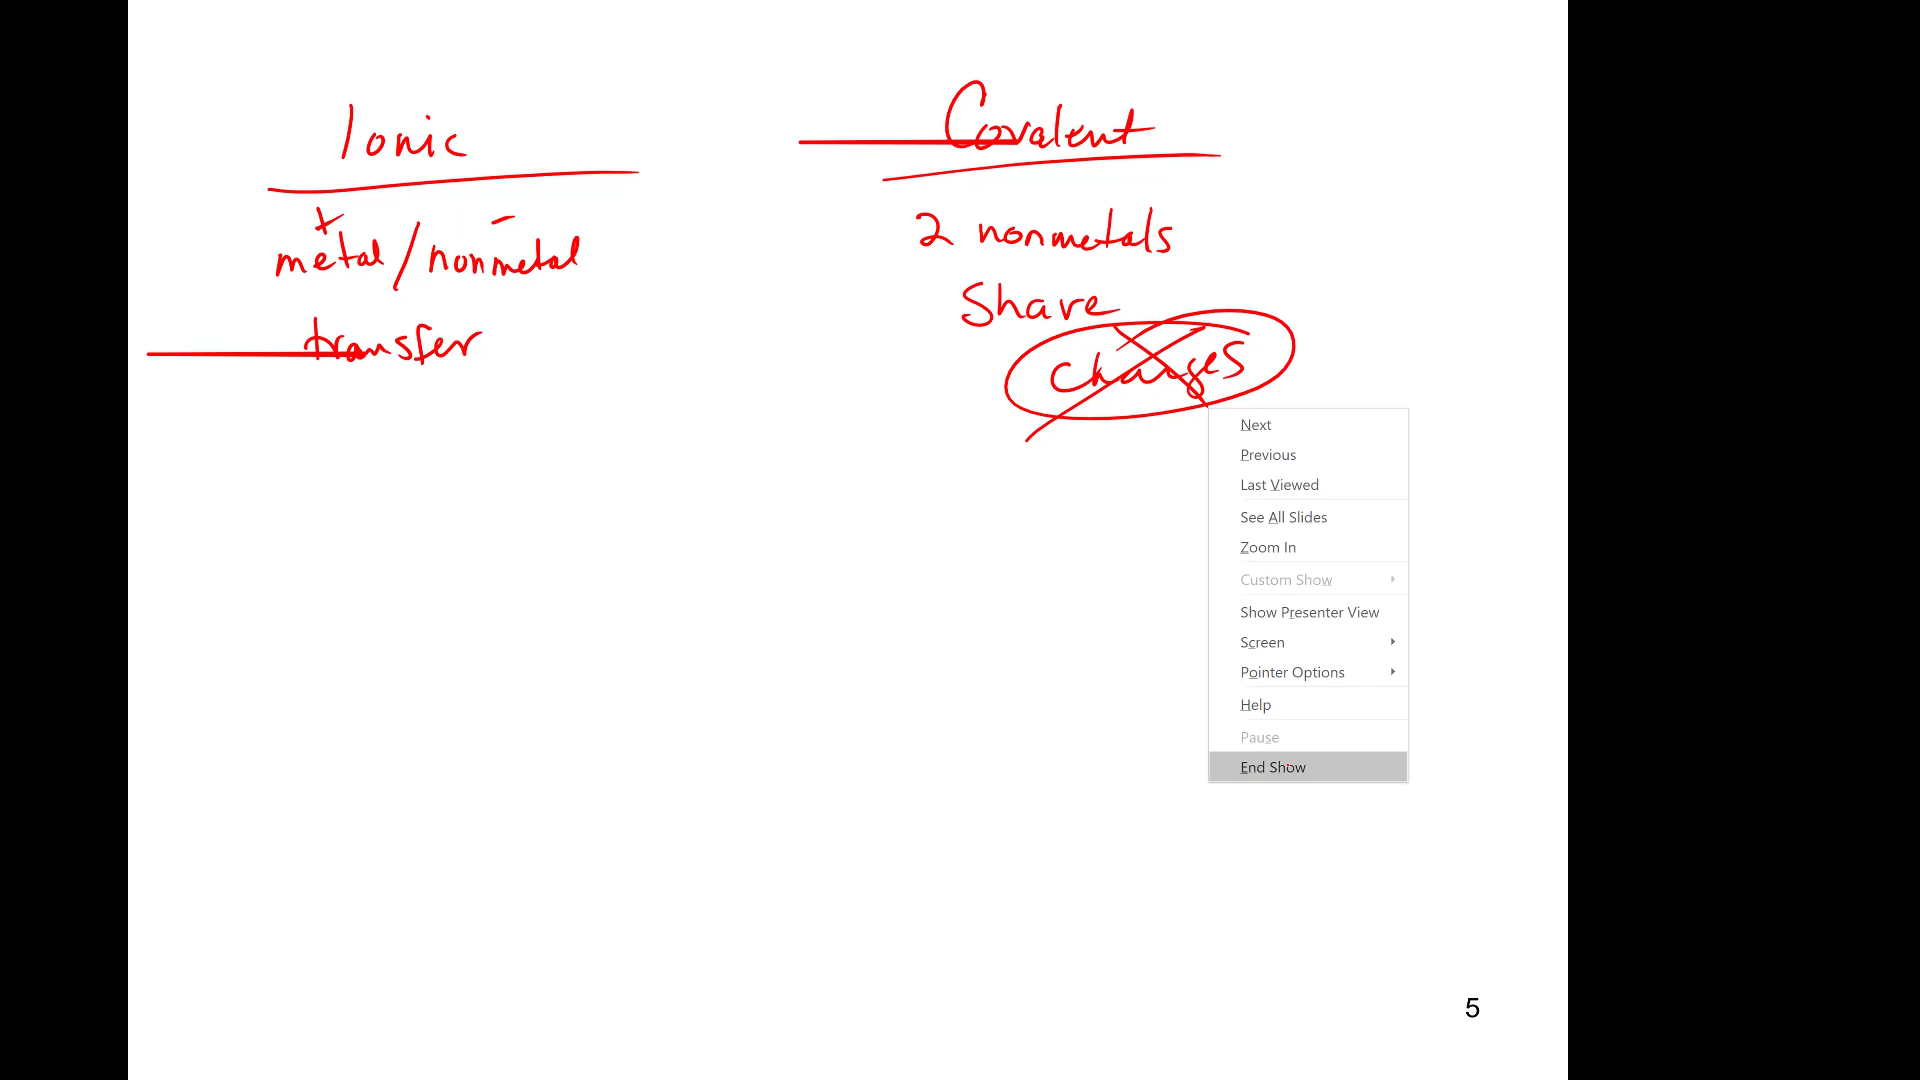 Ionic
+ -
metal/nonmetal
transfer
Covalent
2 nonmetals
Share
Charges
Next
Previous
Last Viewed
See All Slides
Zoom In
Custom Show
Show Presenter View
Screen
Pointer Options
Help
Pause
End Show
5